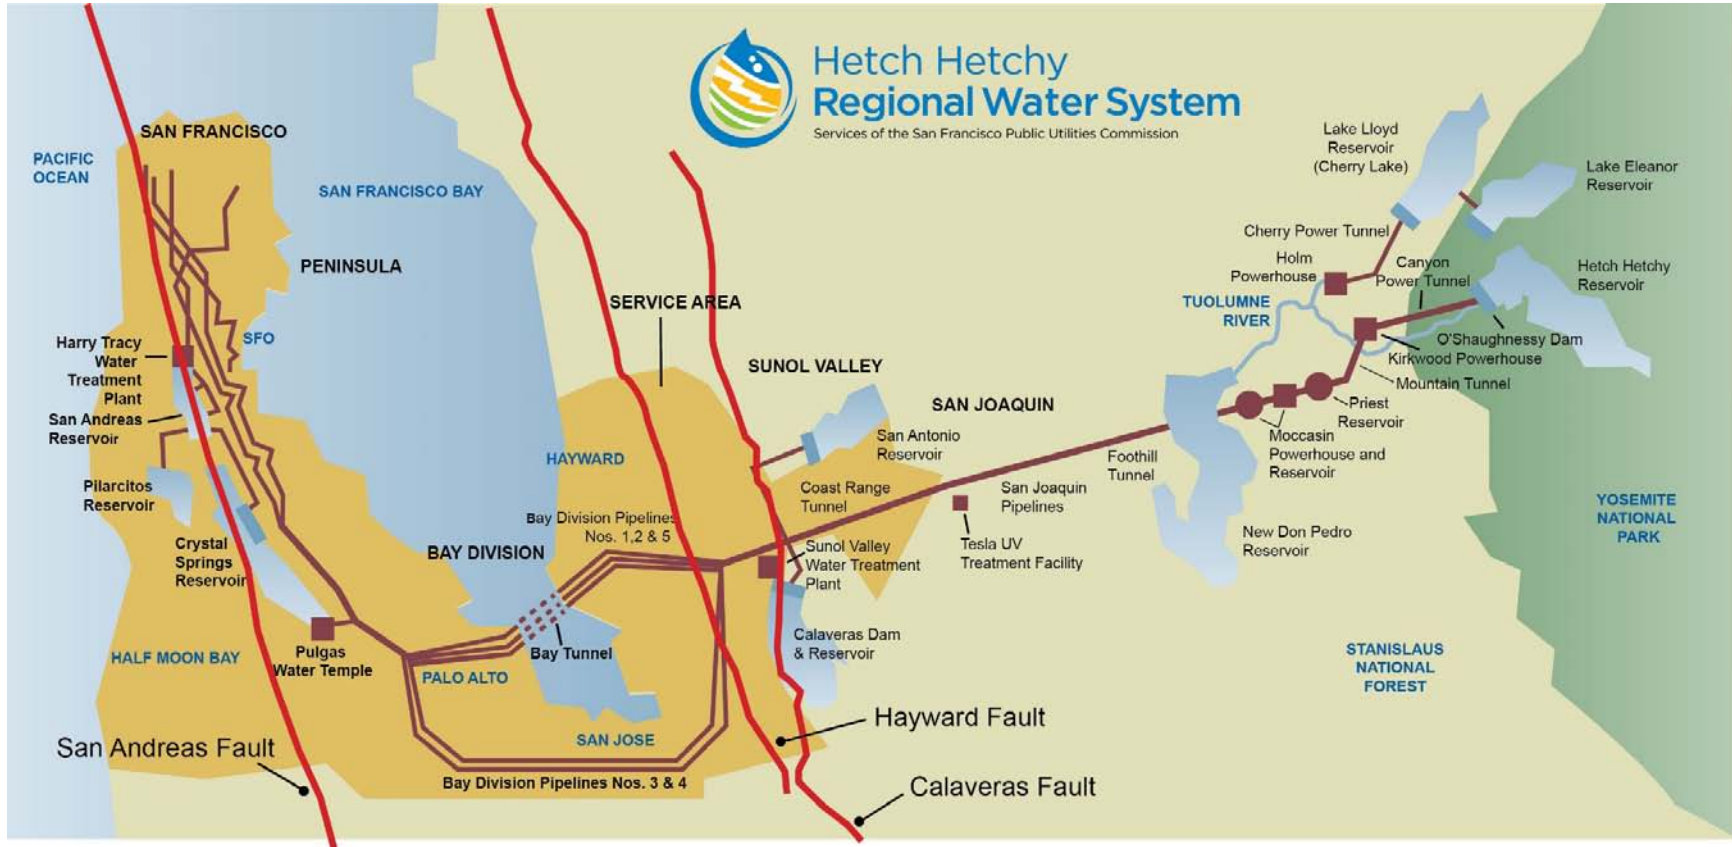 Hetch Hetchy
Regional Water System
Services of the San Francisco Public Utilities Commission
SAN FRANCISCO
PACIFIC
OCEAN
SAN FRANCISCO BAY
PENINSULA
SERVICE AREA
SFO
Harry Tracy
Water
Treatment
Plant
San Andreas
Reservoir
Pilarcitos
Reservoir
Crystal
Springs
Reservoir
HALF MOON BAY
Pulgas
Water Temple
San Andreas Fault
PALO ALTO
BAY DIVISION
HAYWARD
Bay Division Pipelines
Nos. 1,2 & 5
Bay Tunnel
SAN JOSE
Bay Division Pipelines Nos. 3 & 4
SUNOL VALLEY
San Antonio
Reservoir
Coast Range
Tunnel
Sunol Valley
Water Treatment
Plant
Calaveras Dam
& Reservoir
Hayward Fault
Calaveras Fault
SAN JOAQUIN
San Joaquin
Pipelines
Tesla UV
Treatment Facility
Foothill
Tunnel
New Don Pedro
Reservoir
TUOLUMNE
RIVER
Lake Lloyd
Reservoir
(Cherry Lake)
Lake Eleanor
Reservoir
Cherry Power Tunnel
Holm
Powerhouse
Canyon
Power Tunnel
Hetch Hetchy
Reservoir
O'Shaughnessy Dam
Kirkwood Powerhouse
Mountain Tunnel
Priest
Reservoir
Moccasin
Powerhouse and
Reservoir
YOSEMITE
NATIONAL
PARK
STANISLAUS
NATIONAL
FOREST